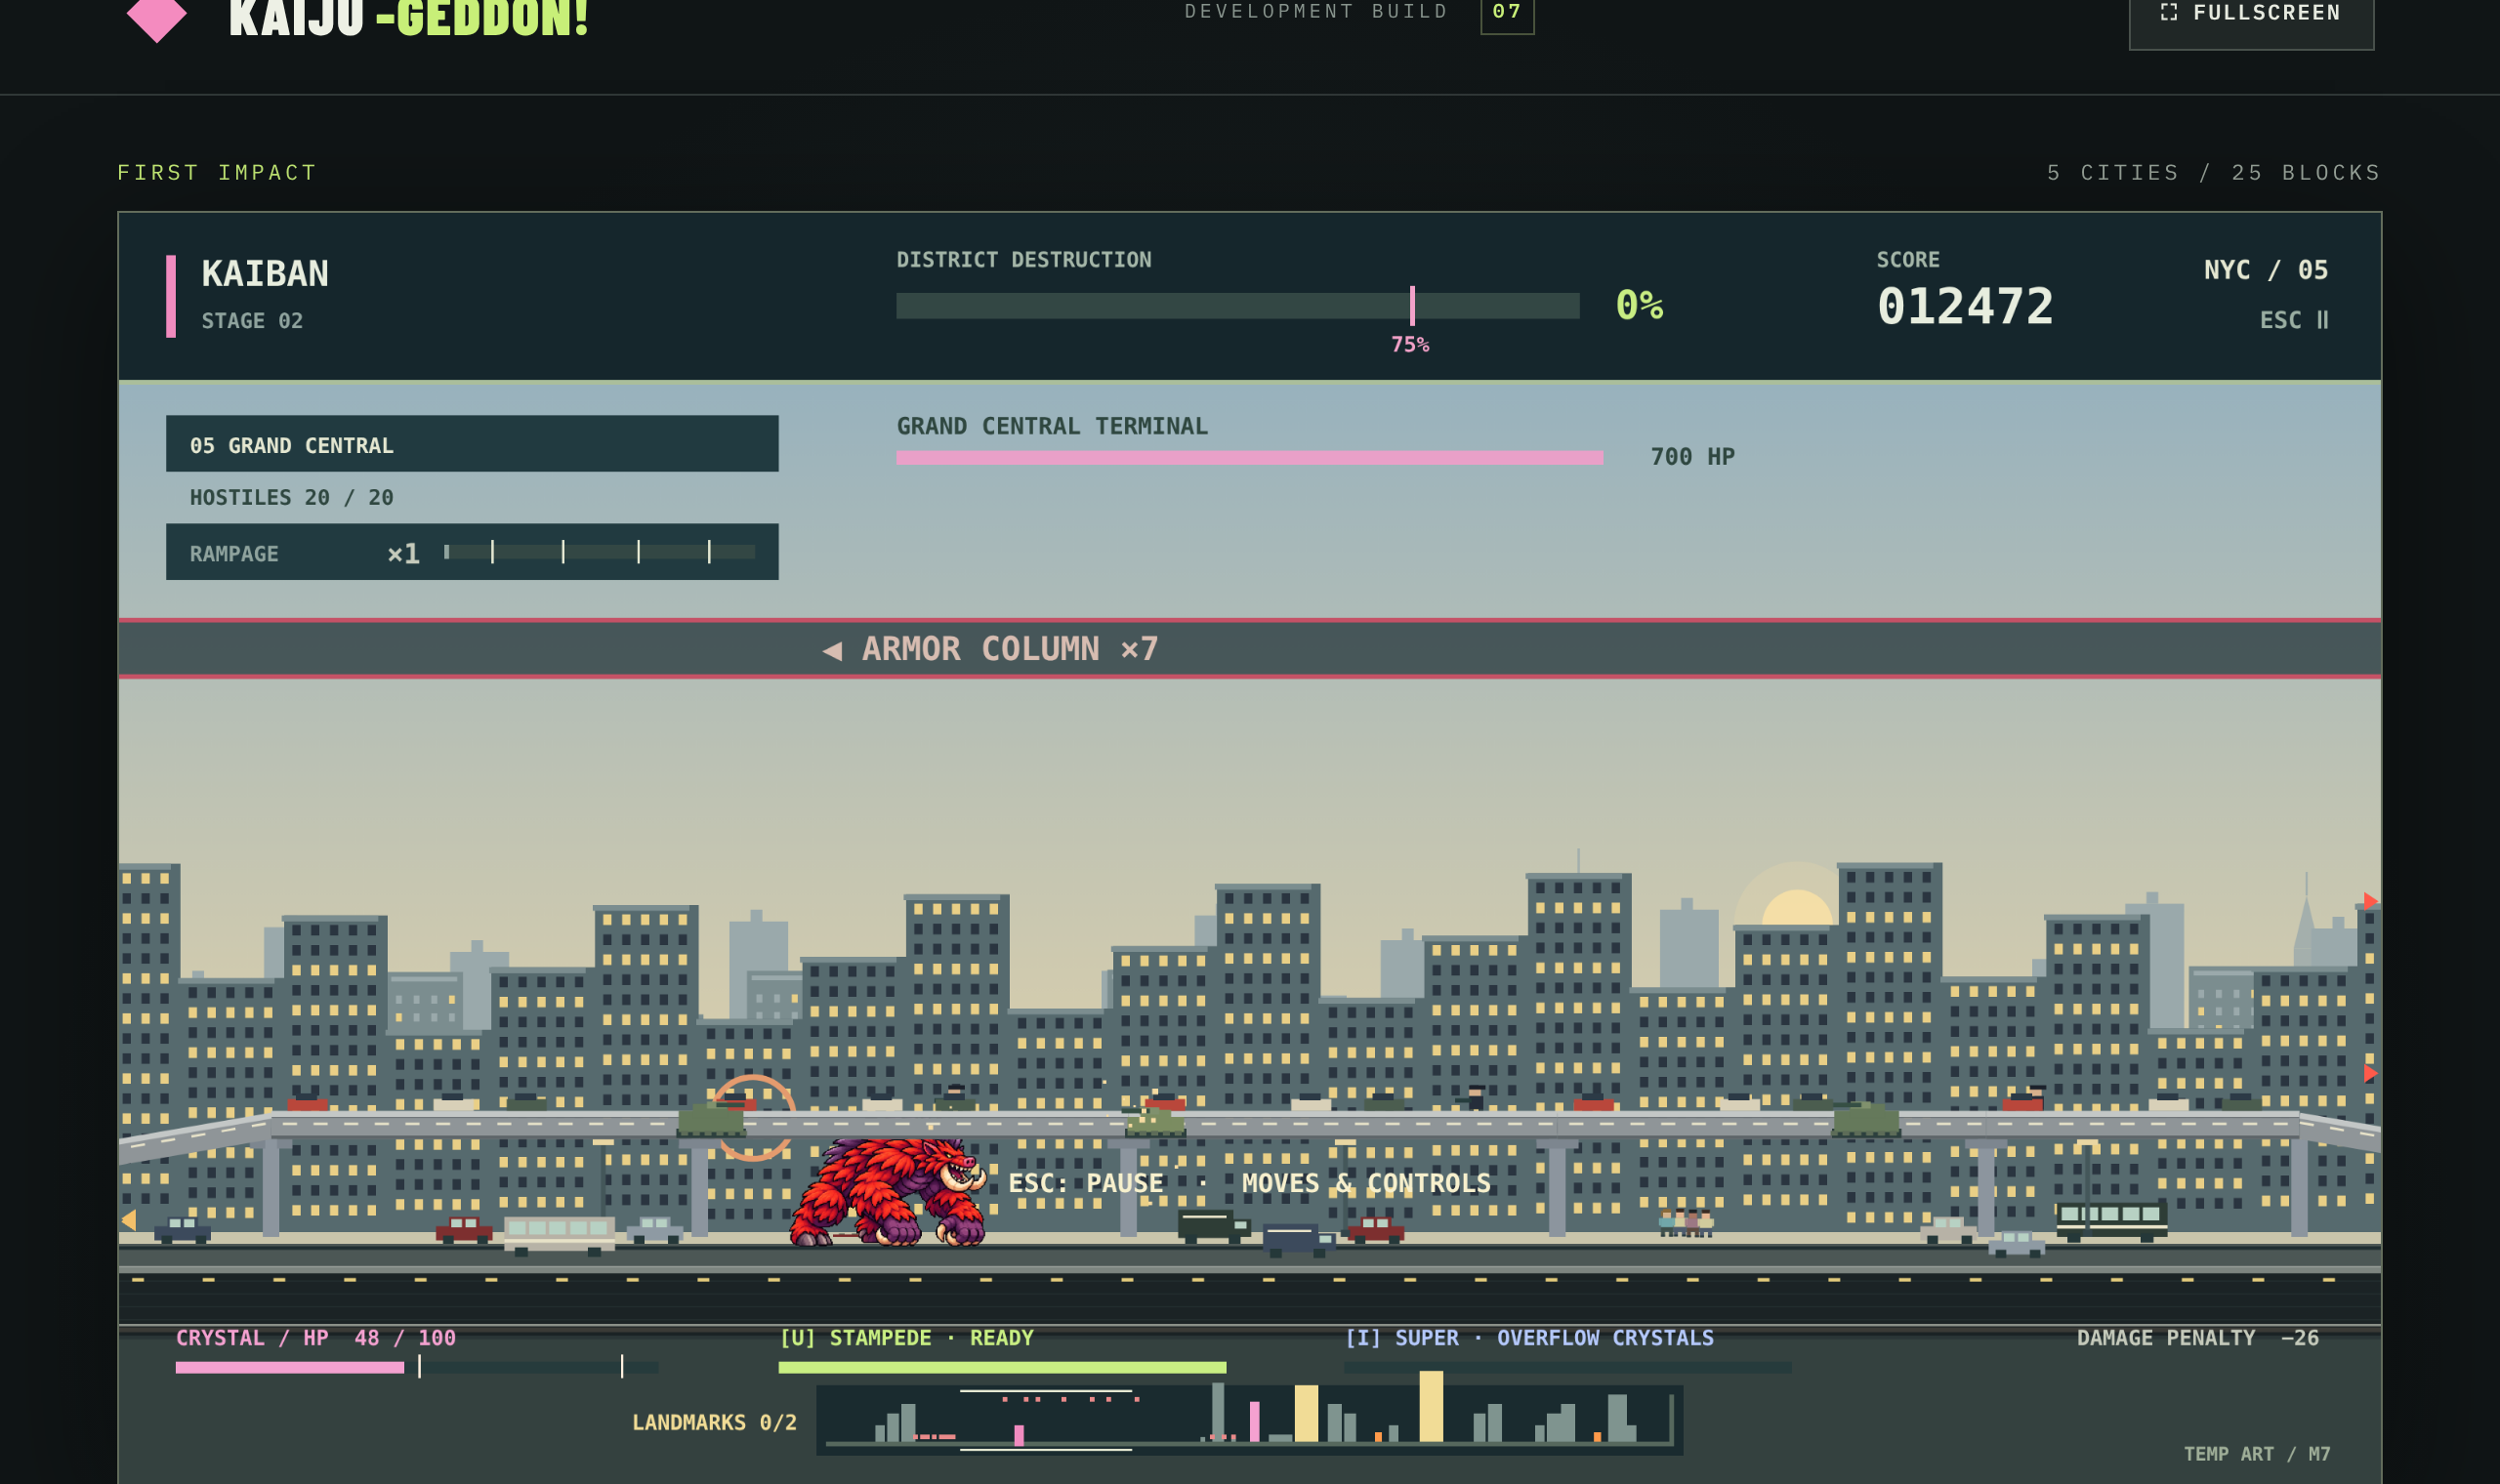 KAIJU-GEDDON!
DEVELOPMENT BUILD 07
FULLSCREEN
FIRST IMPACT
5 CITIES / 25 BLOCKS
KAIBAN
STAGE 02
DISTRICT DESTRUCTION
0%
75%
SCORE
012472
NYC / 05
ESC II
05 GRAND CENTRAL
HOSTILES 20 / 20
RAMPAGE ×1
GRAND CENTRAL TERMINAL
700 HP
◀ ARMOR COLUMN ×7
ESC: PAUSE · MOVES & CONTROLS
CRYSTAL / HP 48 / 100
[U] STAMPEDE · READY
[I] SUPER · OVERFLOW CRYSTALS
DAMAGE PENALTY −26
LANDMARKS 0/2
TEMP ART / M7